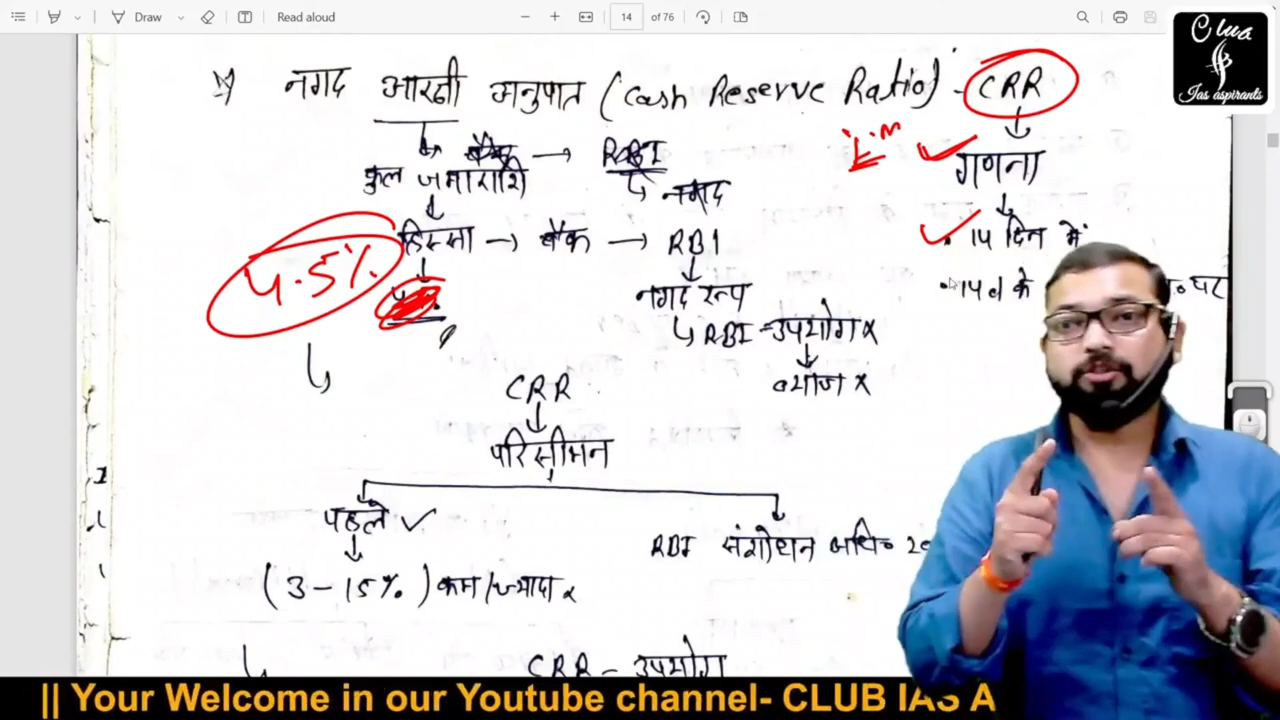 Draw
Read aloud
14 of 76
Clua
Ias aspirants
नगद आरक्षी अनुपात (Cash Reserve Ratio) - CRR
बैंक → RBI
गणना
कुल जमाराशि
नगद
हिस्सा → बैंक → RBI
14 दिन में
4.5%
नगद रूप
RBI = उपयोग x
ब्याज x
CRR
परिसीमन
पहले ✓
RBI संशोधन अधि० 20
(3 - 15%) कम/ज्यादा x
CRR - उपयोग
|| Your Welcome in our Youtube channel- CLUB IAS A